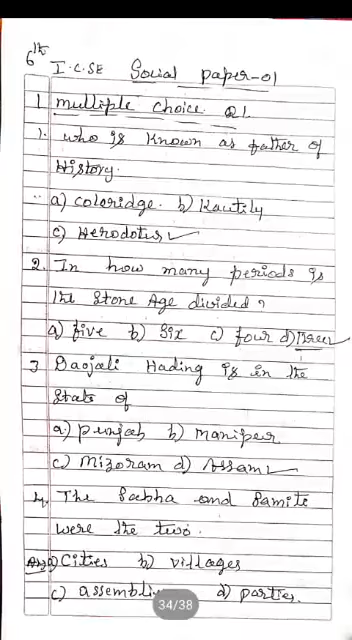 6th I.C.SE Social paper-01
1 multiple choice Q1.
1. who is known as father of
History.
a) coloridge. b) Kautily
c) Herodotus ✓
2. In how many periods is
the Stone Age divided?
a) five b) Six c) four d) three
3 Daojali Hading is in the
State of
a) punjab b) manipur
c) Mizoram d) Assam ✓
4. The Sabha and Samiti
were the two.
a) Cities b) villages
c) assemblie d) parties.
34/38